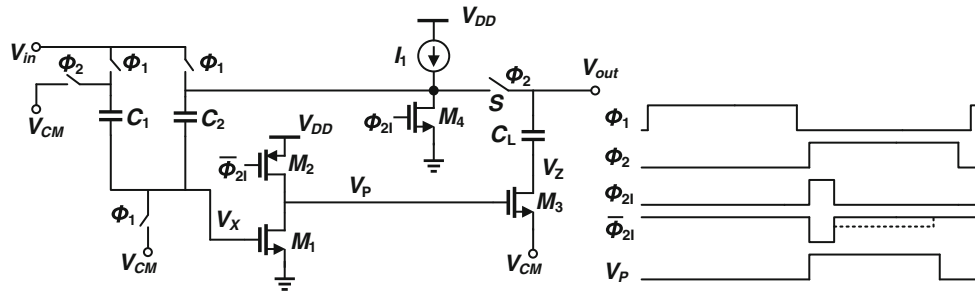 V_DD
V_in
Φ_2
Φ_1
Φ_1
I_1
Φ_2
V_out
S
V_CM
C_1
C_2
V_DD
Φ_2I
M_4
C_L
Φ̅_2I
M_2
V_P
V_Z
M_3
Φ_1
V_X
M_1
V_CM
V_CM
Φ_1
Φ_2
Φ_2I
Φ̅_2I
V_P